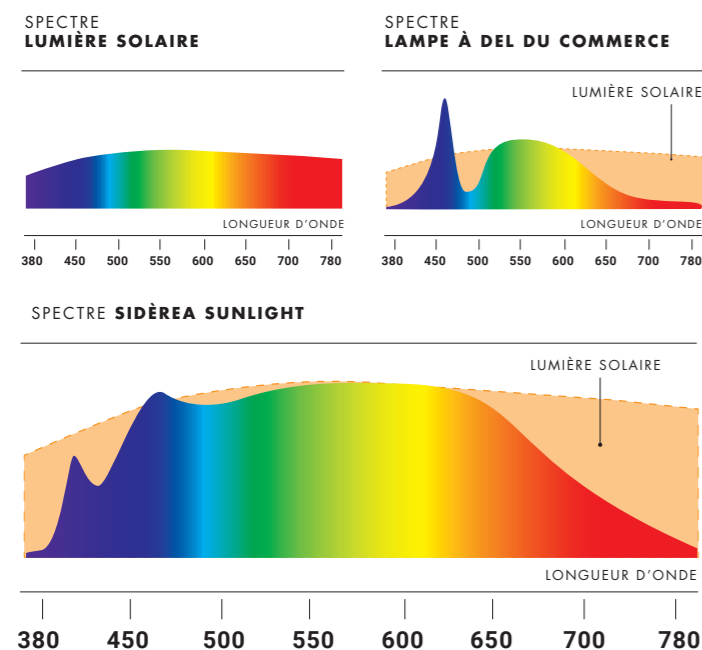 SPECTRE
LUMIÈRE SOLAIRE
LONGUEUR D'ONDE
380 450 500 550 600 650 700 780
SPECTRE
LAMPE À DEL DU COMMERCE
LUMIÈRE SOLAIRE
LONGUEUR D'ONDE
380 450 500 550 600 650 700 780
SPECTRE SIDÈREA SUNLIGHT
LUMIÈRE SOLAIRE
LONGUEUR D'ONDE
380 450 500 550 600 650 700 780